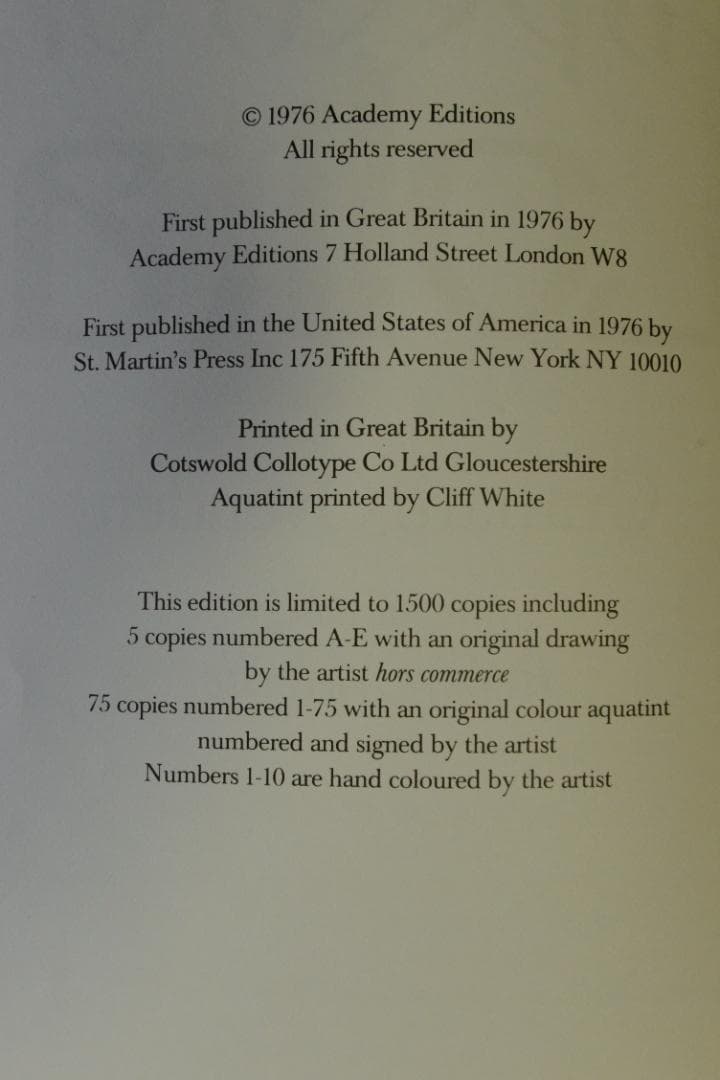 © 1976 Academy Editions
All rights reserved
First published in Great Britain in 1976 by
Academy Editions 7 Holland Street London W8
First published in the United States of America in 1976 by
St. Martin's Press Inc 175 Fifth Avenue New York NY 10010
Printed in Great Britain by
Cotswold Collotype Co Ltd Gloucestershire
Aquatint printed by Cliff White
This edition is limited to 1500 copies including
5 copies numbered A-E with an original drawing
by the artist hors commerce
75 copies numbered 1-75 with an original colour aquatint
numbered and signed by the artist
Numbers 1-10 are hand coloured by the artist